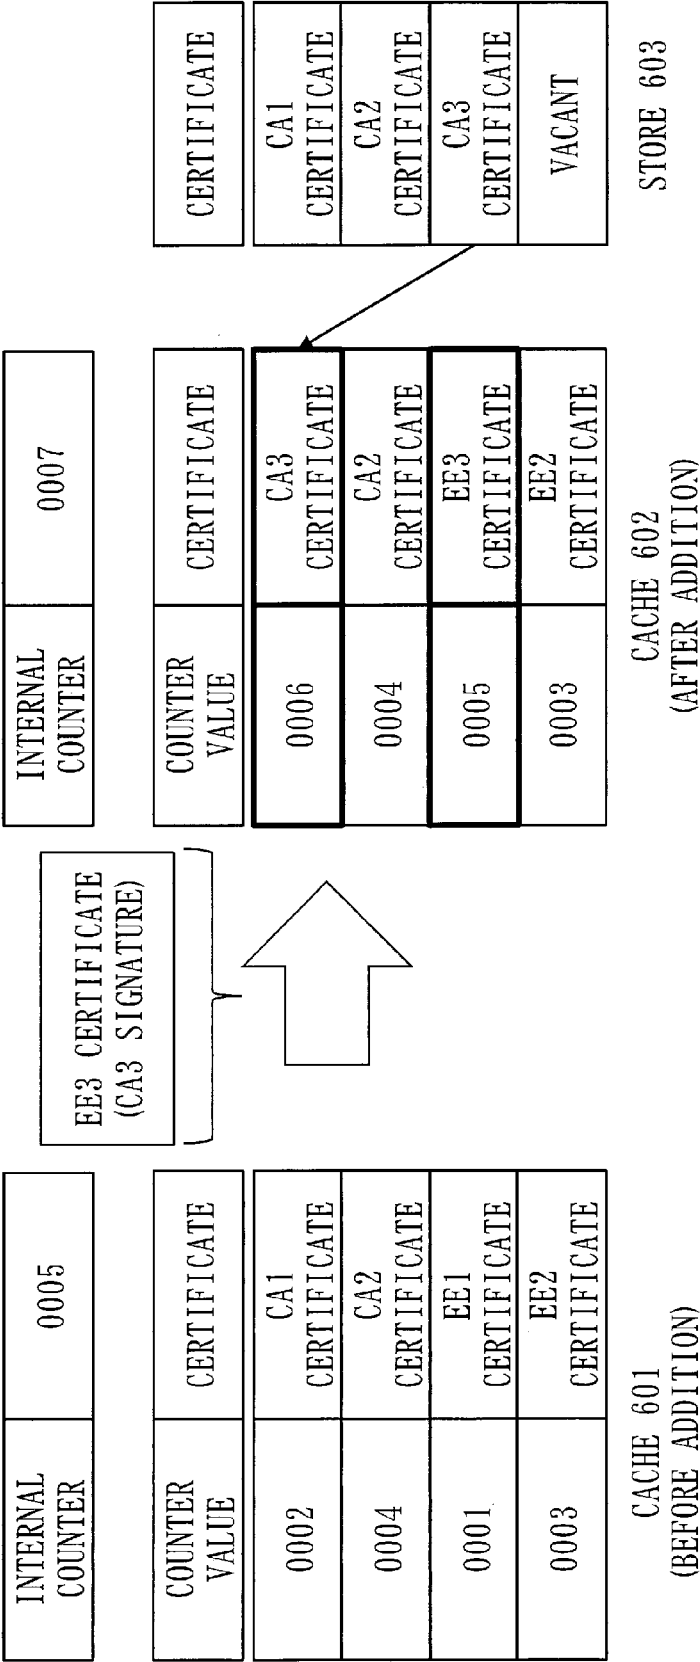 INTERNAL
COUNTER
0005
COUNTER
VALUE
CERTIFICATE
0002
CA1
CERTIFICATE
0004
CA2
CERTIFICATE
0001
EE1
CERTIFICATE
0003
EE2
CERTIFICATE
CACHE 601
(BEFORE ADDITION)
EE3 CERTIFICATE
(CA3 SIGNATURE)
INTERNAL
COUNTER
0007
COUNTER
VALUE
CERTIFICATE
0006
CA3
CERTIFICATE
0004
CA2
CERTIFICATE
0005
EE3
CERTIFICATE
0003
EE2
CERTIFICATE
CACHE 602
(AFTER ADDITION)
CERTIFICATE
CA1
CERTIFICATE
CA2
CERTIFICATE
CA3
CERTIFICATE
VACANT
STORE 603